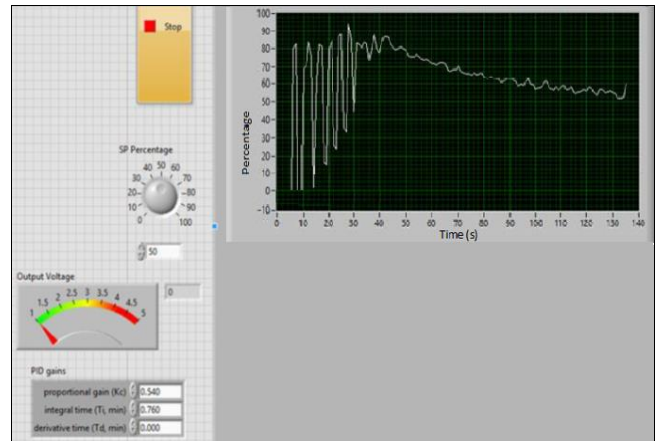 Stop
SP Percentage
0 10 20 30 40 50 60 70 80 90 100
50
Output Voltage
1 1.5 2 2.5 3 3.5 4 4.5 5
0
PID gains
proportional gain (Kc) 0.540
integral time (Ti, min) 0.760
derivative time (Td, min) 0.000
Percentage
100
90
80
70
60
50
40
30
20
10
0
-10
0 10 20 30 40 50 60 70 80 90 100 110 120 130 140
Time (s)